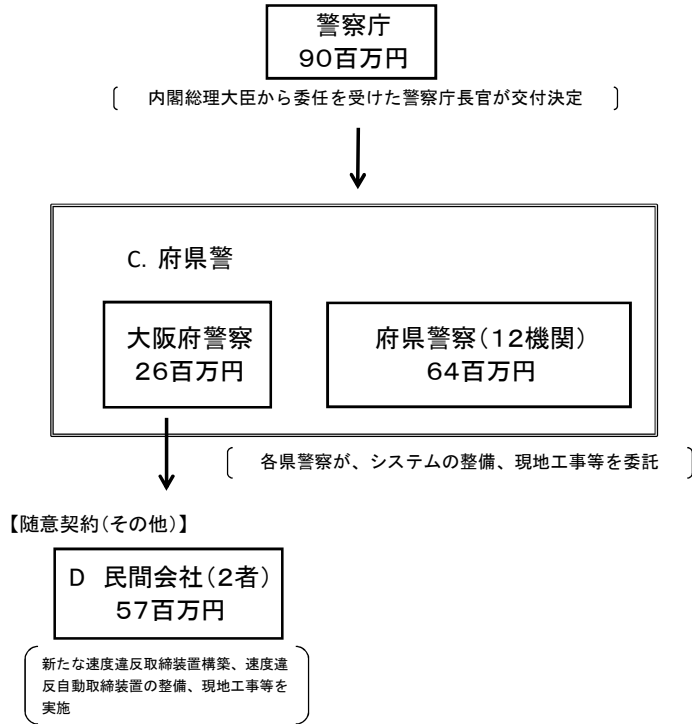 警察庁
90百万円
〔 内閣総理大臣から委任を受けた警察庁長官が交付決定 〕
C. 府県警
大阪府警察
26百万円
府県警察（12機関）
64百万円
〔 各県警察が、システムの整備、現地工事等を委託 〕
【随意契約（その他）】
D 民間会社（2者）
57百万円
新たな速度違反取締装置構築、速度違
反自動取締装置の整備、現地工事等を
実施